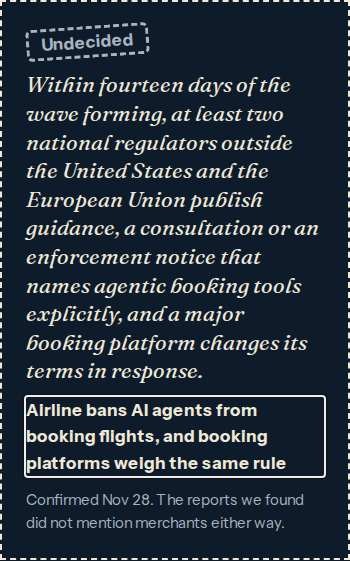 Undecided
Within fourteen days of the
wave forming, at least two
national regulators outside
the United States and the
European Union publish
guidance, a consultation or an
enforcement notice that
names agentic booking tools
explicitly, and a major
booking platform changes its
terms in response.
Airline bans AI agents from
booking flights, and booking
platforms weigh the same rule
Confirmed Nov 28. The reports we found
did not mention merchants either way.